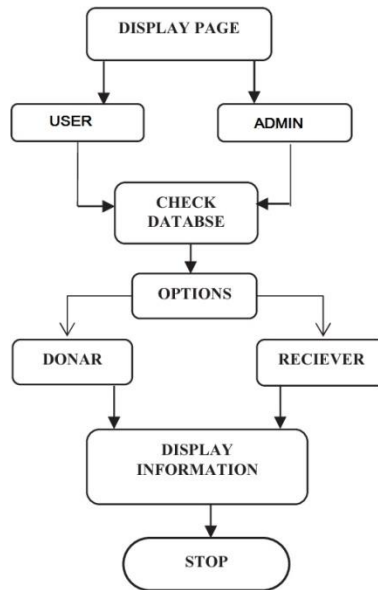 DISPLAY PAGE
USER
ADMIN
CHECK
DATABSE
OPTIONS
DONAR
RECIEVER
DISPLAY
INFORMATION
STOP